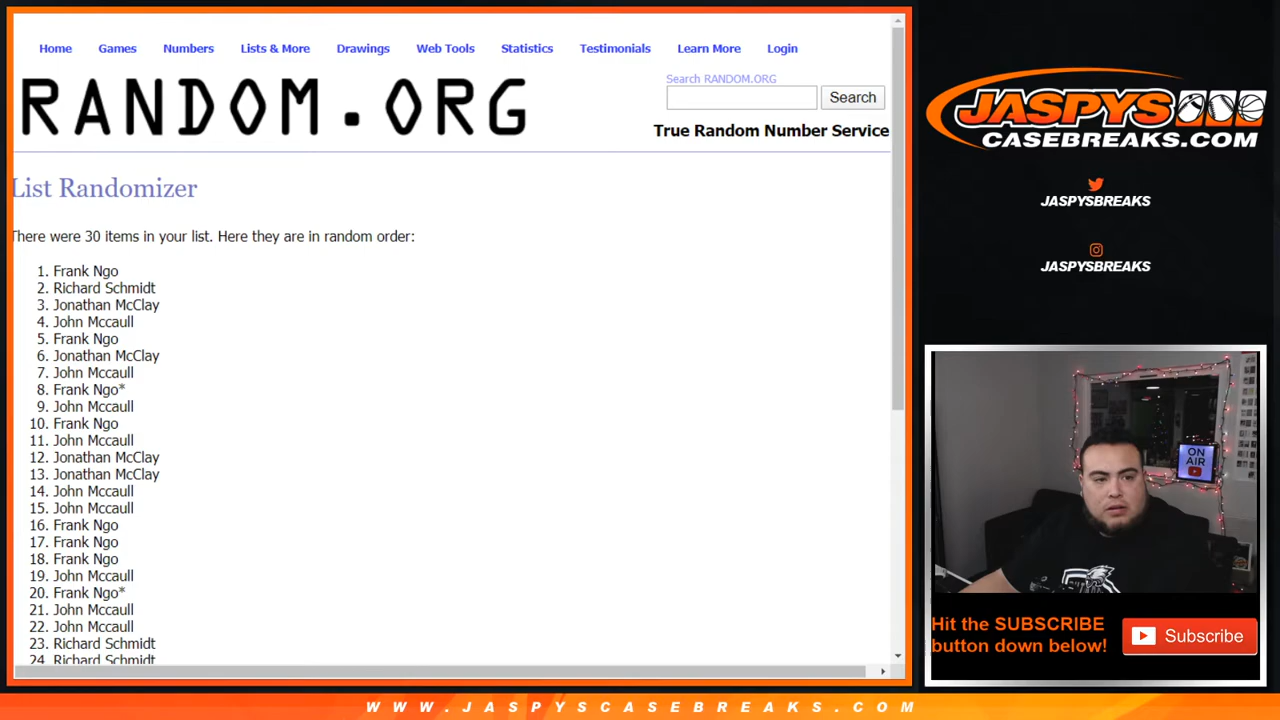 Home Games Numbers Lists & More Drawings Web Tools Statistics Testimonials Learn More Login
RANDOM.ORG
Search RANDOM.ORG
Search
True Random Number Service
List Randomizer
There were 30 items in your list. Here they are in random order:
1. Frank Ngo
2. Richard Schmidt
3. Jonathan McClay
4. John Mccaull
5. Frank Ngo
6. Jonathan McClay
7. John Mccaull
8. Frank Ngo*
9. John Mccaull
10. Frank Ngo
11. John Mccaull
12. Jonathan McClay
13. Jonathan McClay
14. John Mccaull
15. John Mccaull
16. Frank Ngo
17. Frank Ngo
18. Frank Ngo
19. John Mccaull
20. Frank Ngo*
21. John Mccaull
22. John Mccaull
23. Richard Schmidt
24. Richard Schmidt
JASPYS
CASEBREAKS.COM
JASPYSBREAKS
JASPYSBREAKS
ON
AIR
Hit the SUBSCRIBE
button down below!
Subscribe
WWW.JASPYSCASEBREAKS.COM